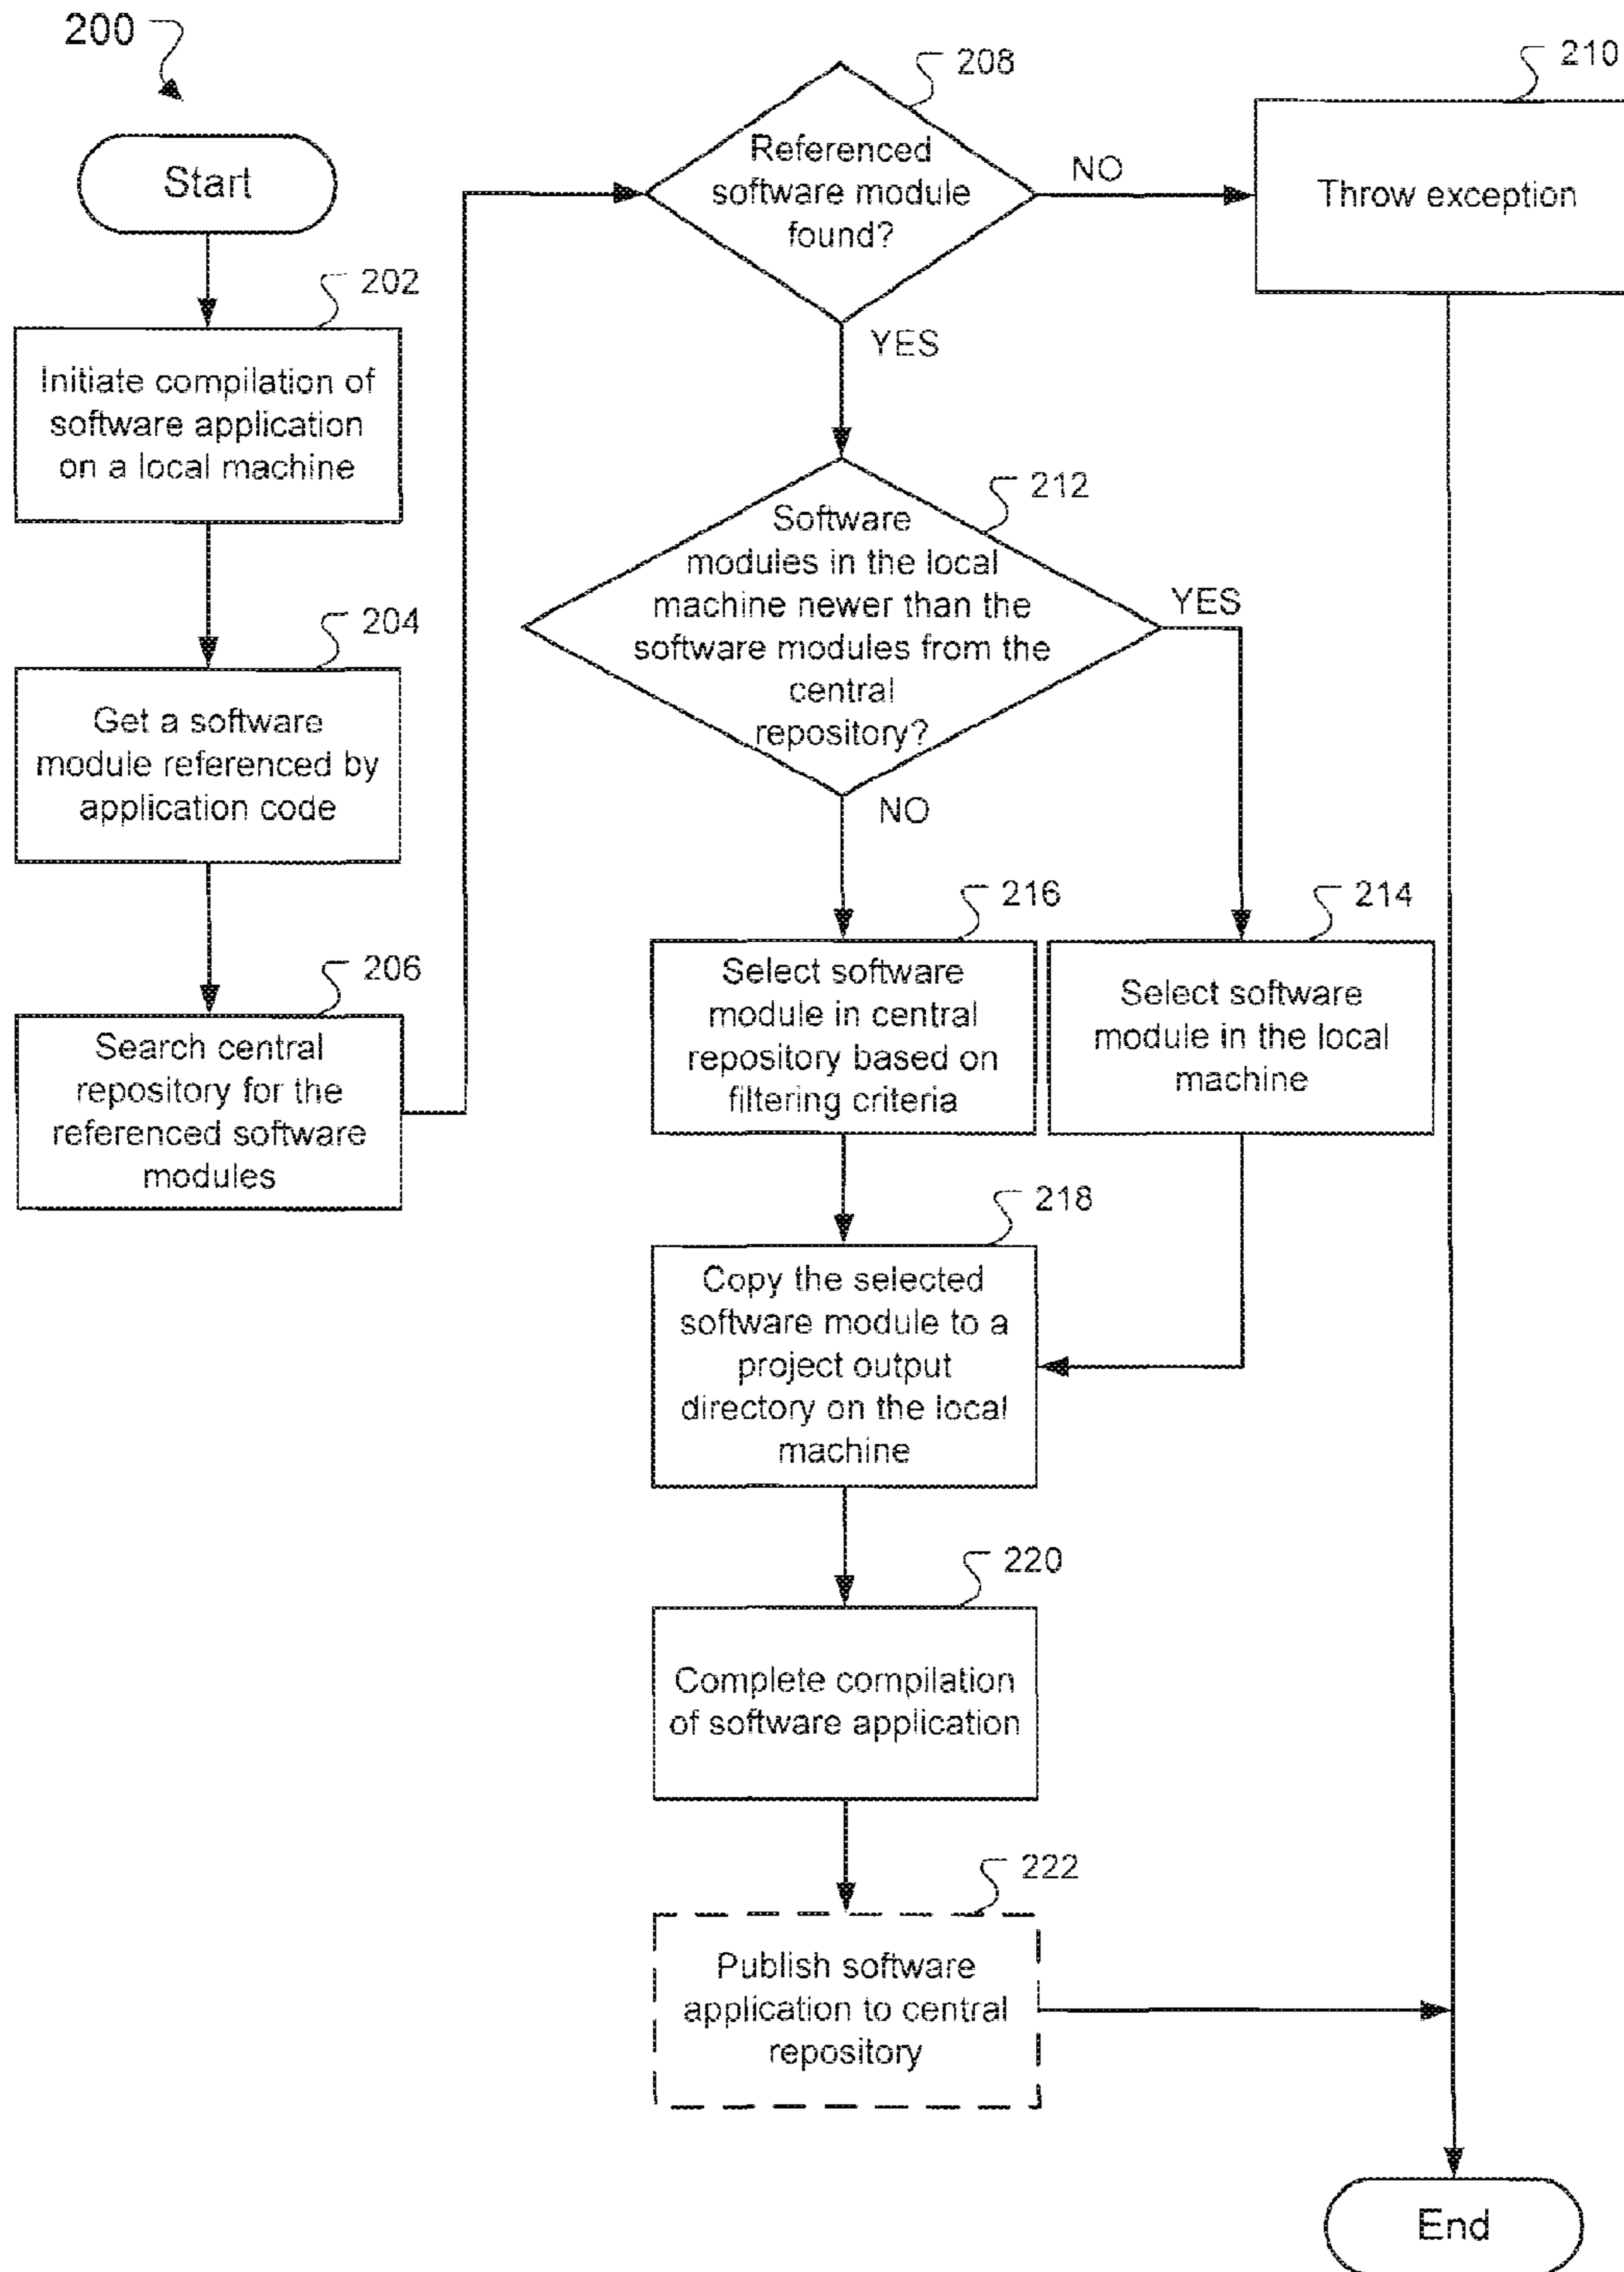 200
Start
202
Initiate compilation of
software application
on a local machine
204
Get a software
module referenced by
application code
206
Search central
repository for the
referenced software
modules
208
Referenced
software module
found?
NO
YES
210
Throw exception
212
Software
modules in the local
machine newer than the
software modules from the
central
repository?
YES
NO
216
Select software
module in central
repository based on
filtering criteria
214
Select software
module in the local
machine
218
Copy the selected
software module to a
project output
directory on the local
machine
220
Complete compilation
of software application
222
Publish software
application to central
repository
End